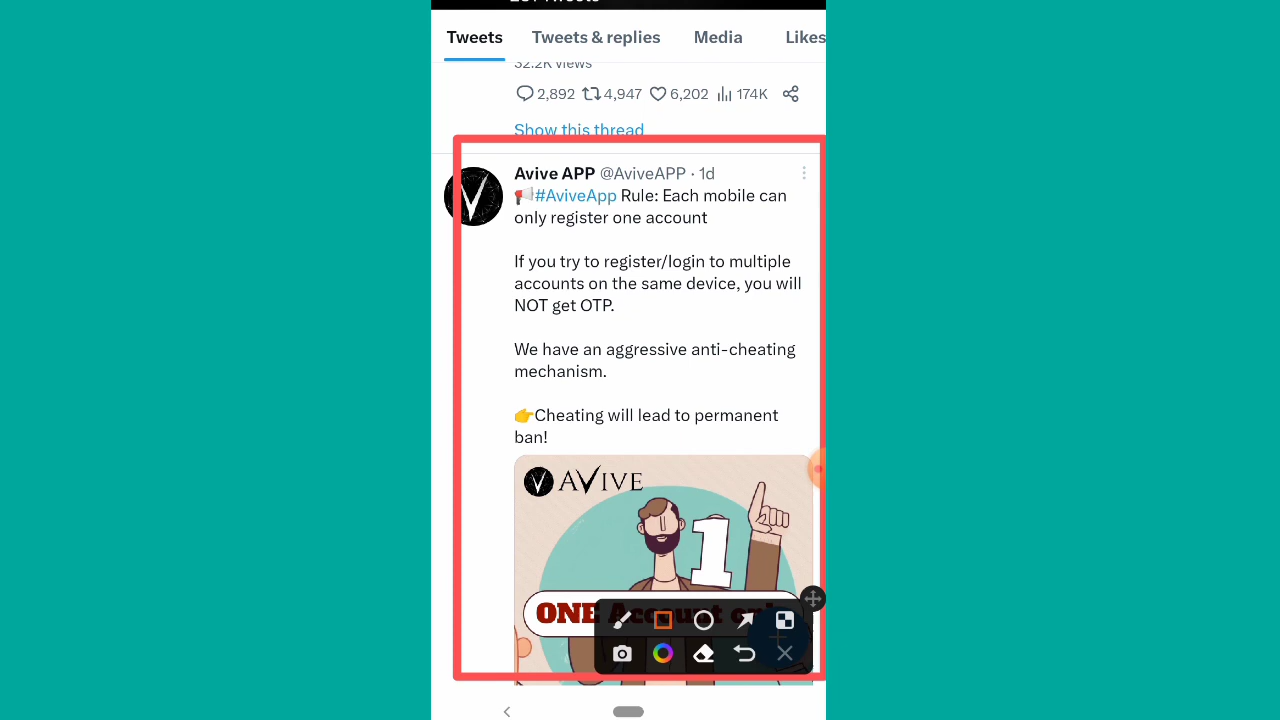 Tweets Tweets & replies Media Likes
32.2K views
2,892 4,947 6,202 174K
Show this thread
Avive APP @AviveAPP · 1d
📢#AviveApp Rule: Each mobile can
only register one account
If you try to register/login to multiple
accounts on the same device, you will
NOT get OTP.
We have an aggressive anti-cheating
mechanism.
👉Cheating will lead to permanent
ban!
AVIVE
1
ONE Account